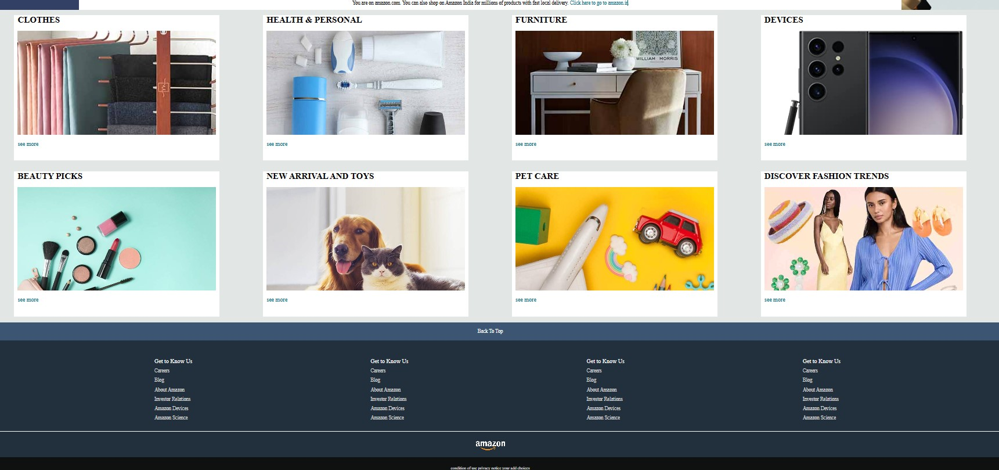 You are on amazon.com. You can also shop on Amazon India for millions of products with fast local delivery. Click here to go to amazon.in
CLOTHES
HEALTH & PERSONAL
FURNITURE
DEVICES
WILLIAM MORRIS
see more
see more
see more
see more
BEAUTY PICKS
NEW ARRIVAL AND TOYS
PET CARE
DISCOVER FASHION TRENDS
see more
see more
see more
see more
Back To Top
Get to Know Us
Careers
Blog
About Amazon
Investor Relations
Amazon Devices
Amazon Science
Get to Know Us
Careers
Blog
About Amazon
Investor Relations
Amazon Devices
Amazon Science
Get to Know Us
Careers
Blog
About Amazon
Investor Relations
Amazon Devices
Amazon Science
Get to Know Us
Careers
Blog
About Amazon
Investor Relations
Amazon Devices
Amazon Science
amazon
condition of use privacy notice your add choices